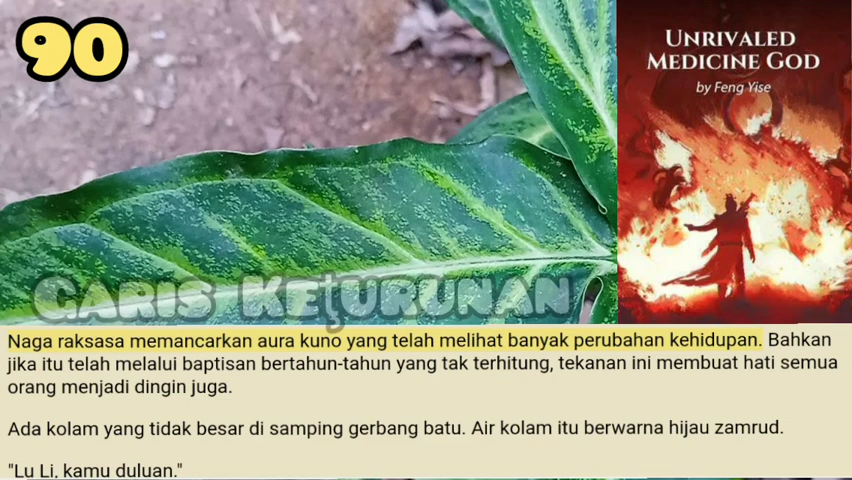 90
UNRIVALED
MEDICINE GOD
by Feng Yise
GARIS KETURUNAN
Naga raksasa memancarkan aura kuno yang telah melihat banyak perubahan kehidupan. Bahkan
jika itu telah melalui baptisan bertahun-tahun yang tak terhitung, tekanan ini membuat hati semua
orang menjadi dingin juga.
Ada kolam yang tidak besar di samping gerbang batu. Air kolam itu berwarna hijau zamrud.
"Lu Li, kamu duluan."